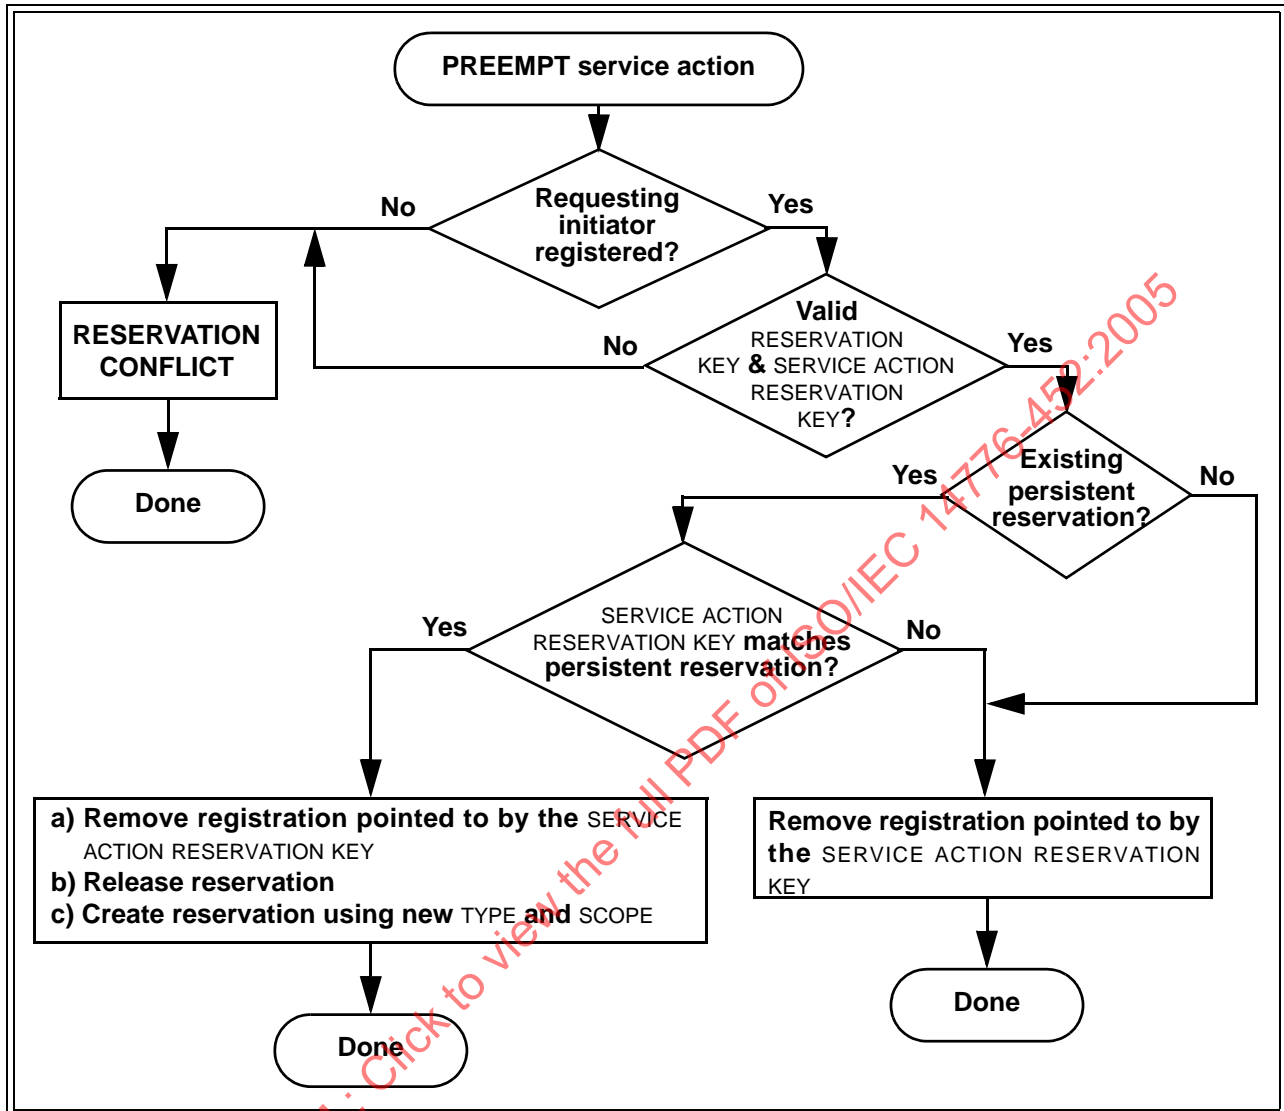 PREEMPT service action
Requesting
initiator
registered?
No
Yes
RESERVATION
CONFLICT
Done
Valid
RESERVATION
KEY & SERVICE ACTION
RESERVATION
KEY?
No
Yes
Existing
persistent
reservation?
Yes
No
SERVICE ACTION
RESERVATION KEY matches
persistent reservation?
Yes
No
a) Remove registration pointed to by the SERVICE
ACTION RESERVATION KEY
b) Release reservation
c) Create reservation using new TYPE and SCOPE
Done
Remove registration pointed to by
the SERVICE ACTION RESERVATION
KEY
Done
1: Click to view the full PDF of ISO/IEC 14776-452:2005